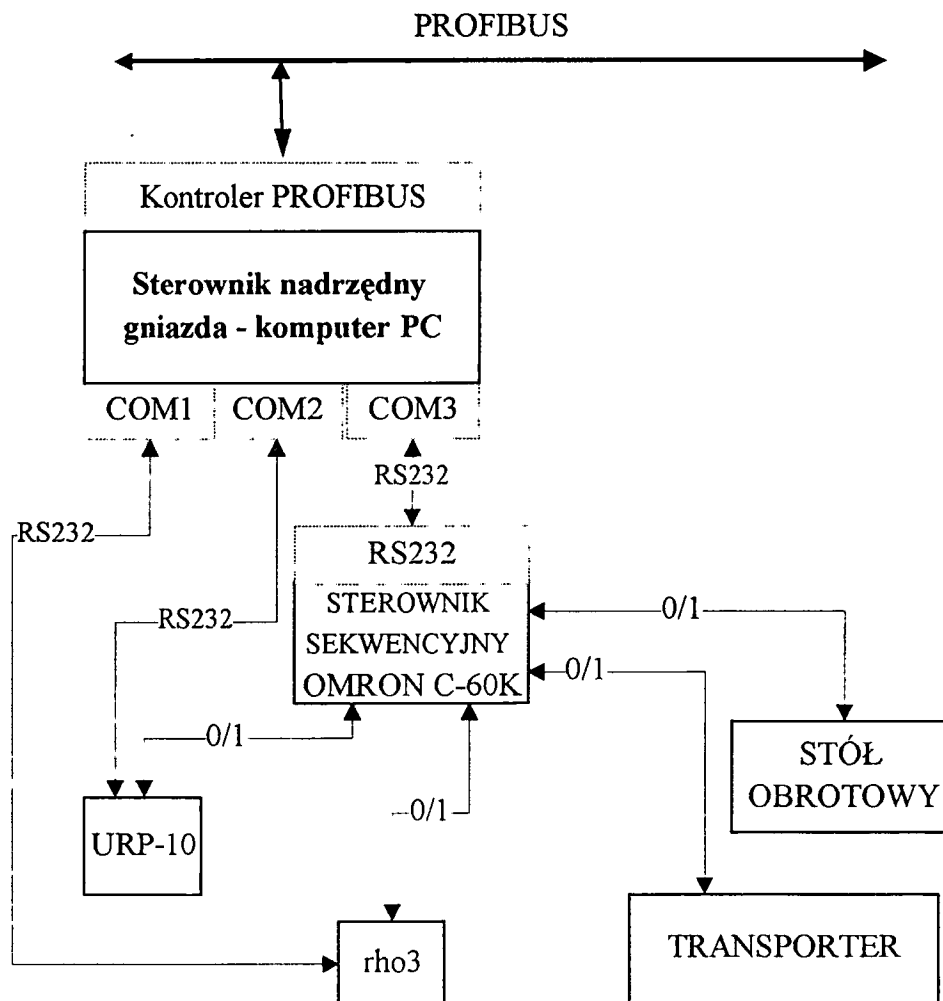 PROFIBUS
Kontroler PROFIBUS
Sterownik nadrzędny
gniazda - komputer PC
COM1 COM2 COM3
RS232
RS232
RS232
RS232
STEROWNIK
SEKWENCYJNY
OMRON C-60K
0/1
0/1
0/1
0/1
STÓŁ
OBROTOWY
URP-10
rho3
TRANSPORTER